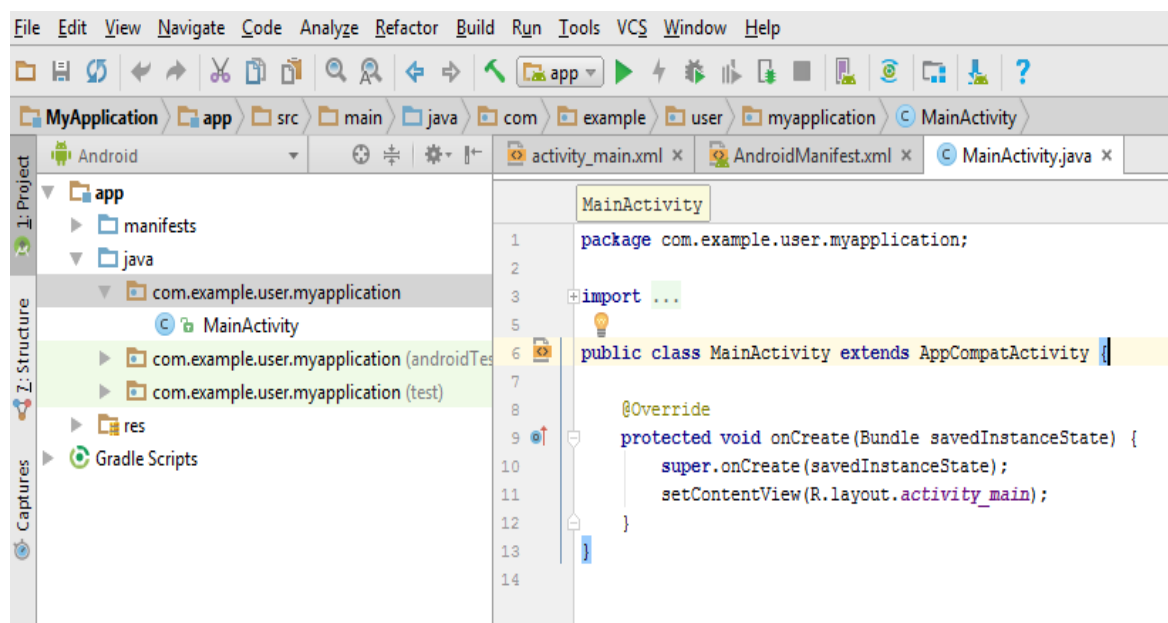 File Edit View Navigate Code Analyze Refactor Build Run Tools VCS Window Help
app
MyApplication app src main java com example user myapplication MainActivity
1: Project
7: Structure
Captures
Android
app
manifests
java
com.example.user.myapplication
MainActivity
com.example.user.myapplication (androidTes
com.example.user.myapplication (test)
res
Gradle Scripts
activity_main.xml AndroidManifest.xml MainActivity.java
MainActivity
1 package com.example.user.myapplication;
2
3 import ...
5
6 public class MainActivity extends AppCompatActivity {
7
8 @Override
9 protected void onCreate(Bundle savedInstanceState) {
10 super.onCreate(savedInstanceState);
11 setContentView(R.layout.activity_main);
12 }
13 }
14